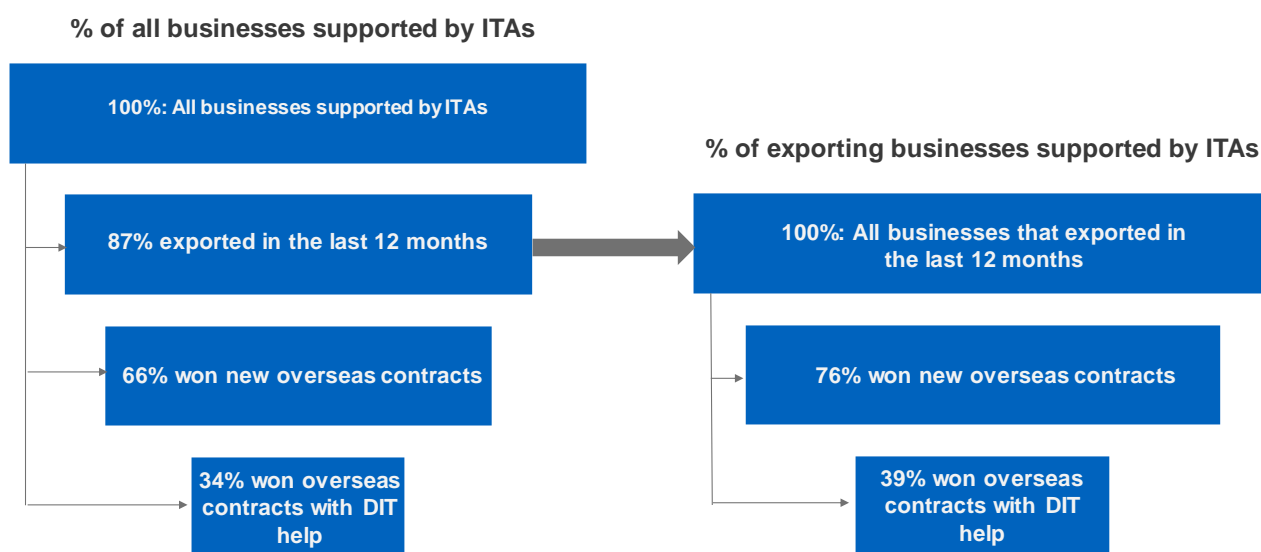 % of all businesses supported by ITAs
100%: All businesses supported by ITAs
87% exported in the last 12 months
66% won new overseas contracts
34% won overseas
contracts with DIT
help
% of exporting businesses supported by ITAs
100%: All businesses that exported in
the last 12 months
76% won new overseas contracts
39% won overseas
contracts with DIT
help